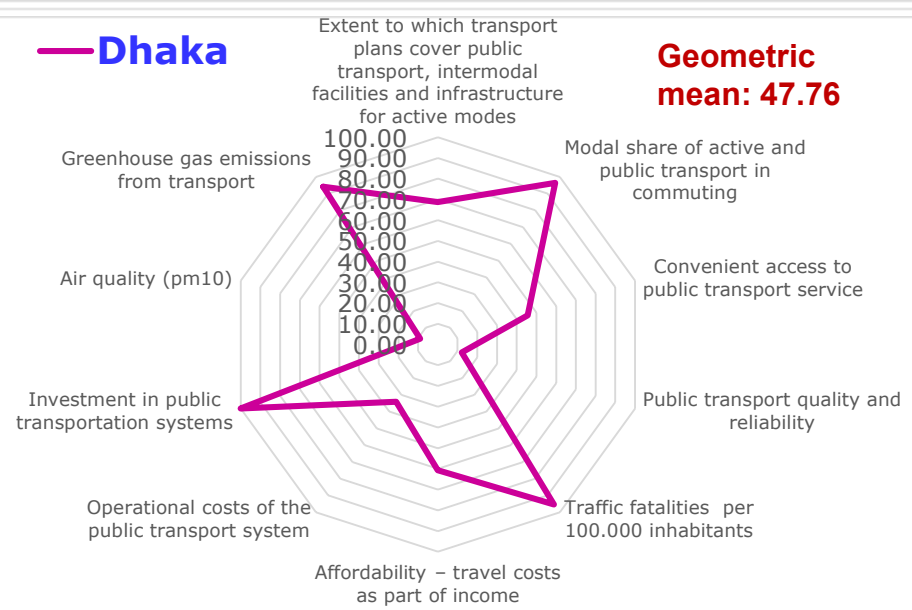 Dhaka
Geometric
mean: 47.76
Extent to which transport
plans cover public
transport, intermodal
facilities and infrastructure
for active modes
Modal share of active and
public transport in
commuting
Convenient access to
public transport service
Public transport quality and
reliability
Traffic fatalities  per
100.000 inhabitants
Affordability – travel costs
as part of income
Operational costs of the
public transport system
Investment in public
transportation systems
Air quality (pm10)
Greenhouse gas emissions
from transport
100.00
90.00
80.00
70.00
60.00
50.00
40.00
30.00
20.00
10.00
0.00